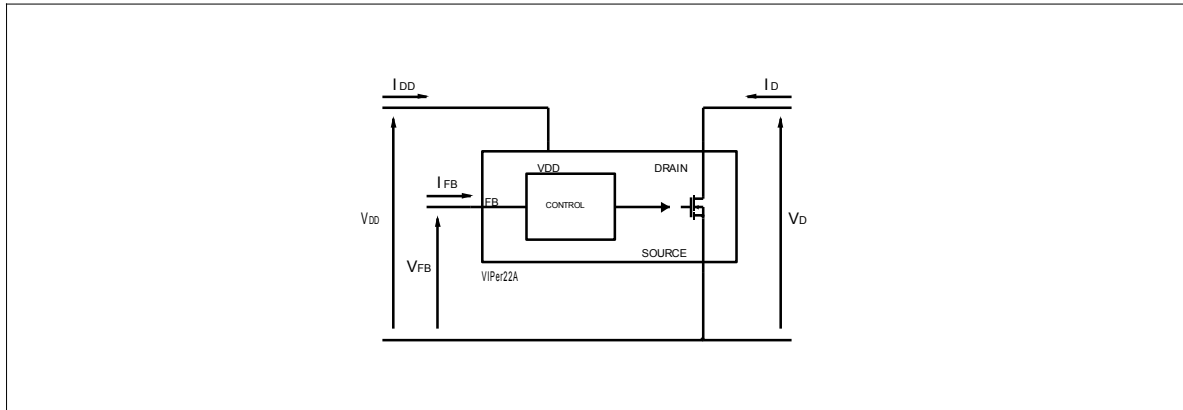 IDD
ID
VDD
DRAIN
IFB
FB
CONTROL
VDD
VD
SOURCE
VFB
VIPer22A